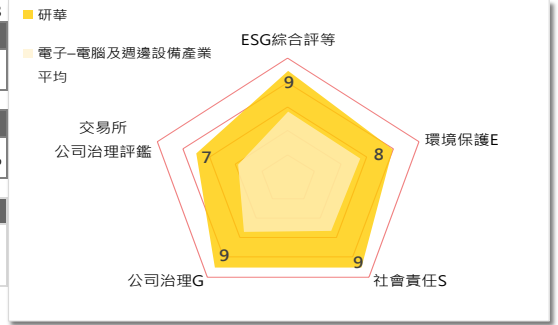 研華
電子–電腦及週邊設備產業
平均
ESG綜合評等
9
環境保護E
8
交易所
公司治理評鑑
7
9
公司治理G
9
社會責任S